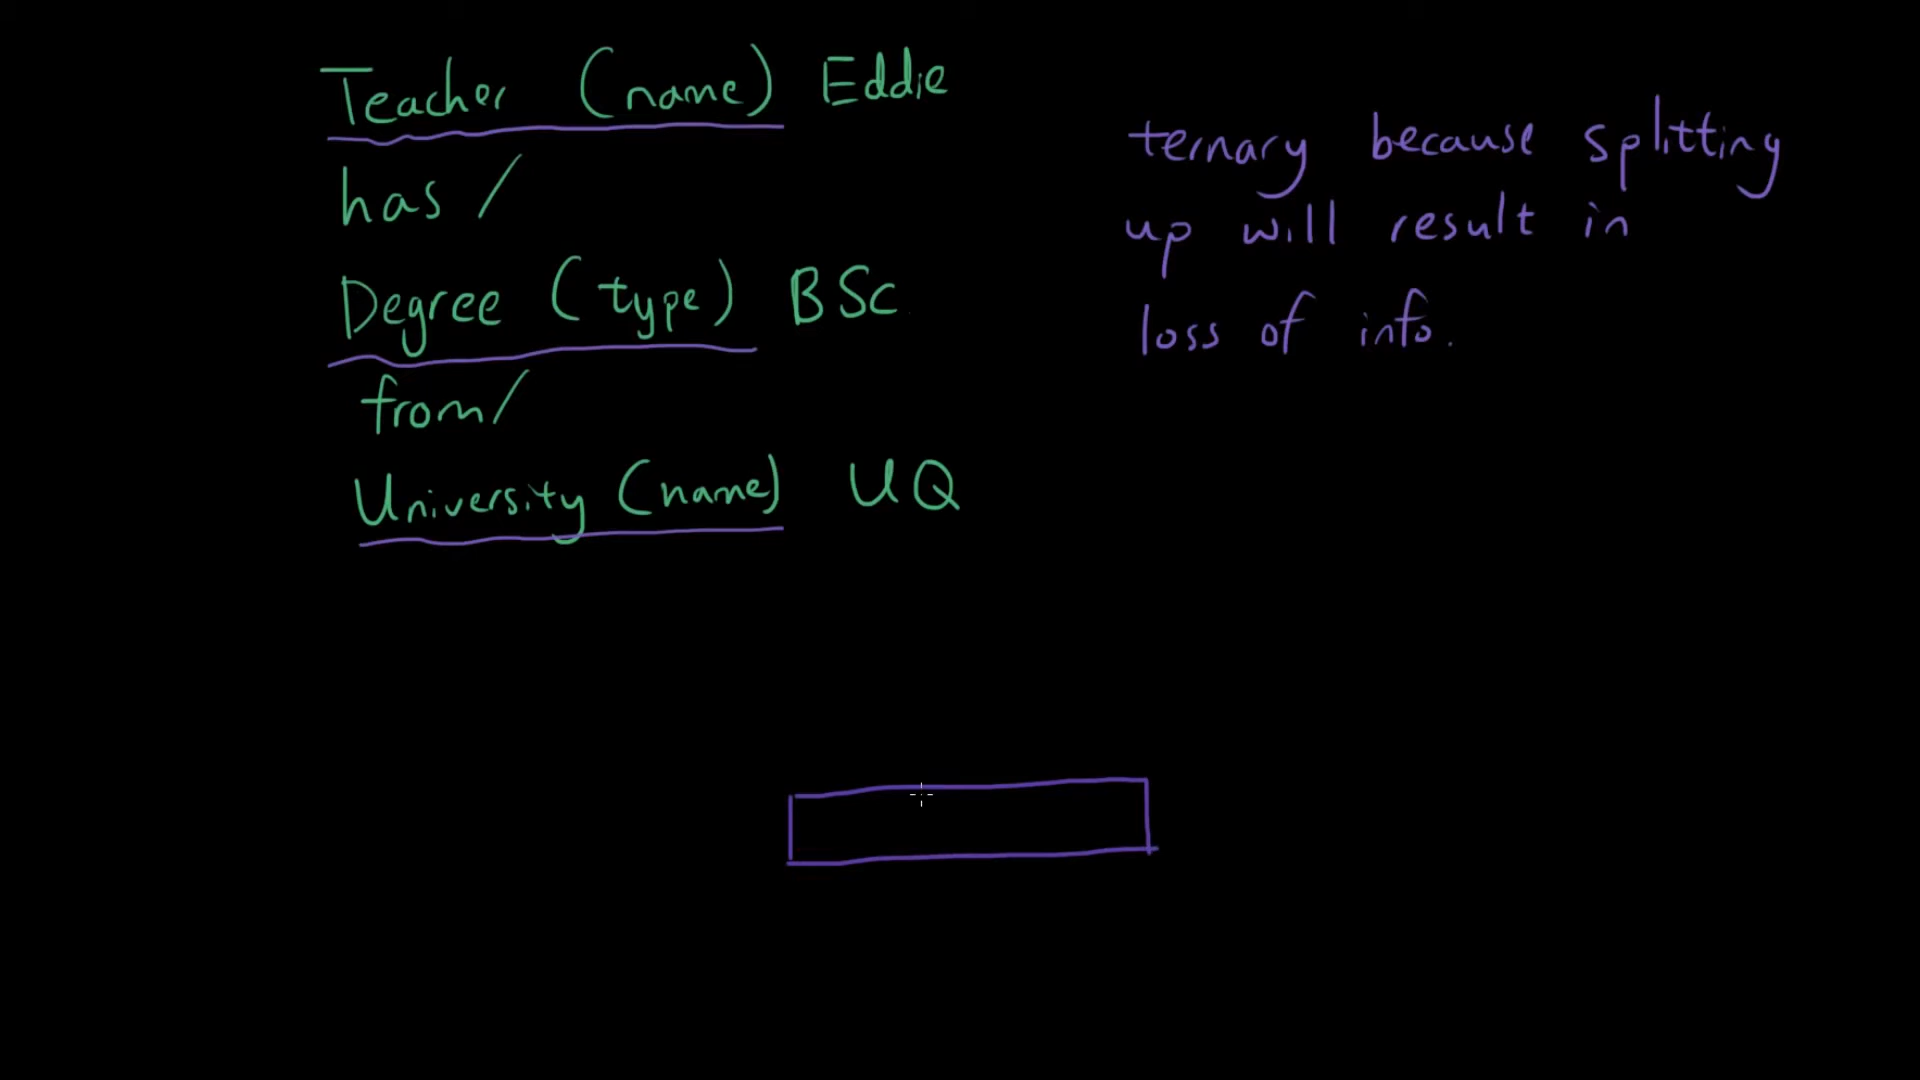 Teacher (name) Eddie
has /
Degree (type) BSc
from/
University (name) UQ
ternary because splitting
up will result in
loss of info.